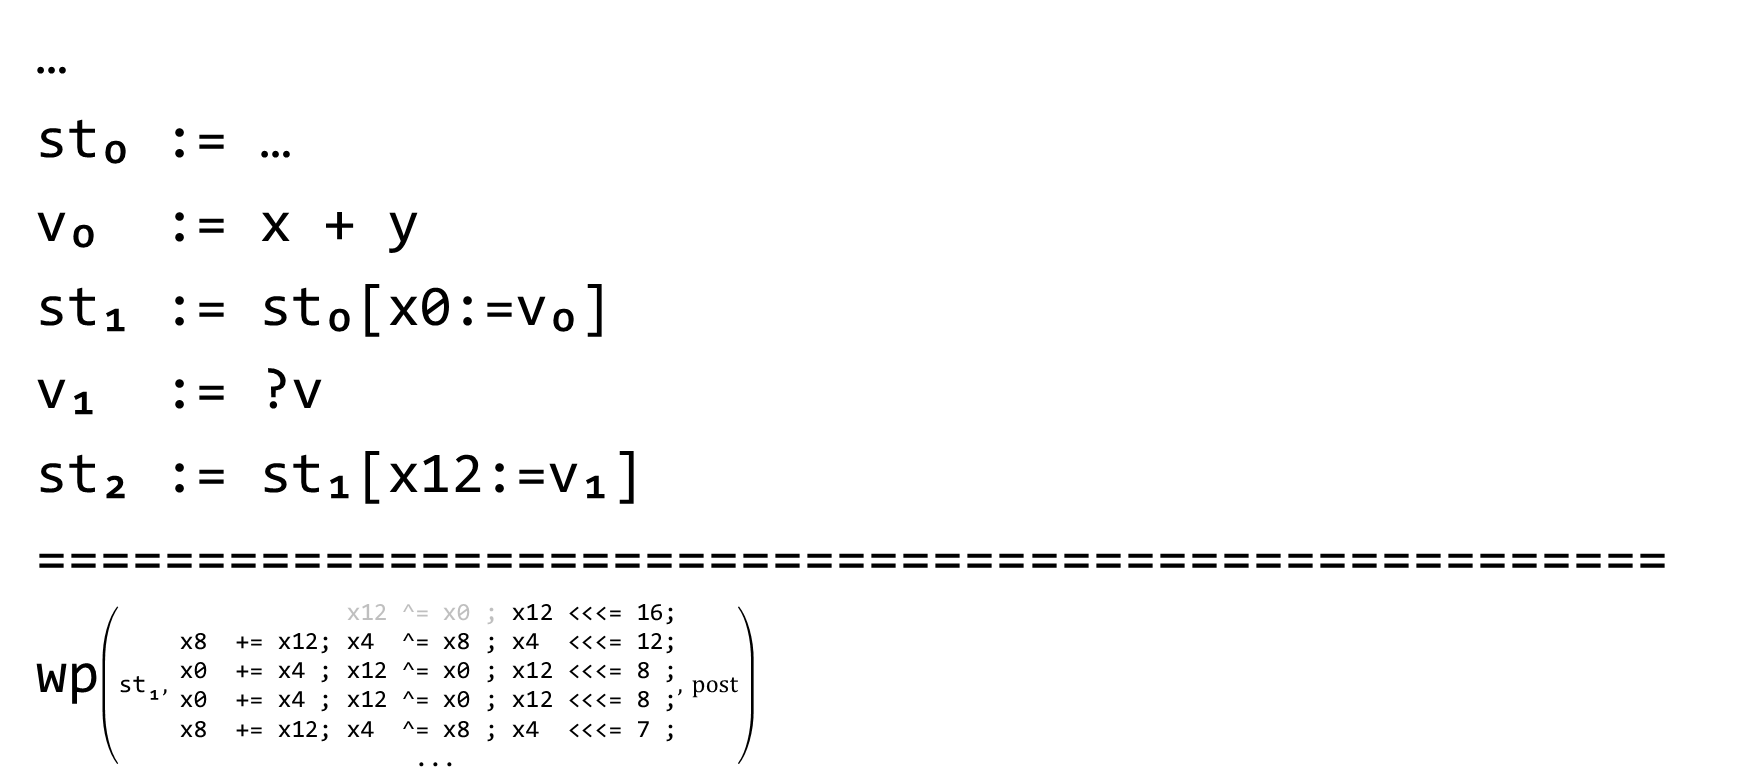 …
st₀ := …
v₀ := x + y
st₁ := st₀[x0:=v₀]
v₁ := ?v
st₂ := st₁[x12:=v₁]
===================================================
x12 ^= x0 ; x12 <<<= 16;
x8 += x12; x4 ^= x8 ; x4 <<<= 12;
wp( st₁, x0 += x4 ; x12 ^= x0 ; x12 <<<= 8 ; , post )
x0 += x4 ; x12 ^= x0 ; x12 <<<= 8 ;
x8 += x12; x4 ^= x8 ; x4 <<<= 7 ;
...